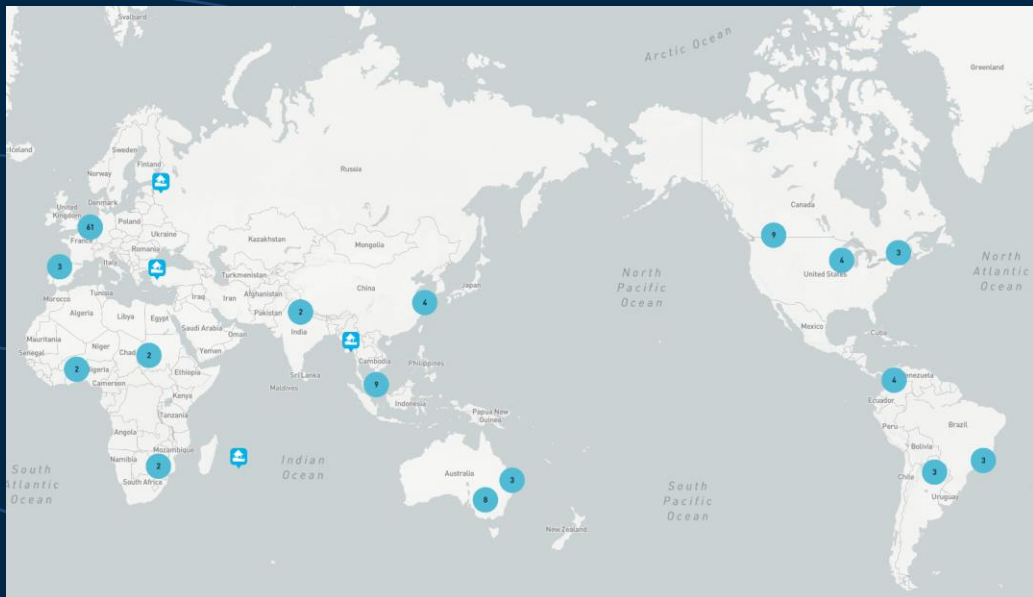 Svalbard
Arctic Ocean
Greenland
Iceland
Sweden
Finland
Norway
Russia
Canada
Denmark
United
Kingdom
61
Poland
9
France
Ukraine
3
Romania
Kazakhstan
Mongolia
4
United States
North
Atlantic
Ocean
3
Italy
North
Pacific
Ocean
Turkmenistan
Japan
Tunisia
Morocco
Iraq
Iran
Afghanistan
China
4
Algeria
Libya
Egypt
Pakistan
2
India
Mexico
Cuba
Mauritania
Saudi Arabia
Oman
Niger
Chad
2
Senegal
Yemen
Cambodia
Philippines
2
Nigeria
Ethiopia
Sri Lanka
Maldives
9
4
Venezuela
Cameroon
Kenya
Ecuador
Indonesia
Tanzania
Papua New
Guinea
Peru
Brazil
Angola
Bolivia
Mozambique
Namibia
2
Indian
Ocean
South
Atlantic
Ocean
South Africa
Australia
3
8
South
Pacific
Ocean
3
3
Chile
Uruguay
New Zealand